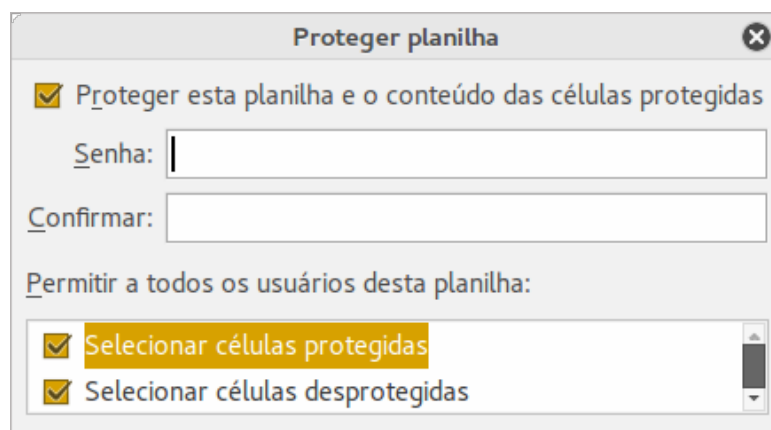 Proteger planilha
Proteger esta planilha e o conteúdo das células protegidas
Senha:
Confirmar:
Permitir a todos os usuários desta planilha:
Selecionar células protegidas
Selecionar células desprotegidas